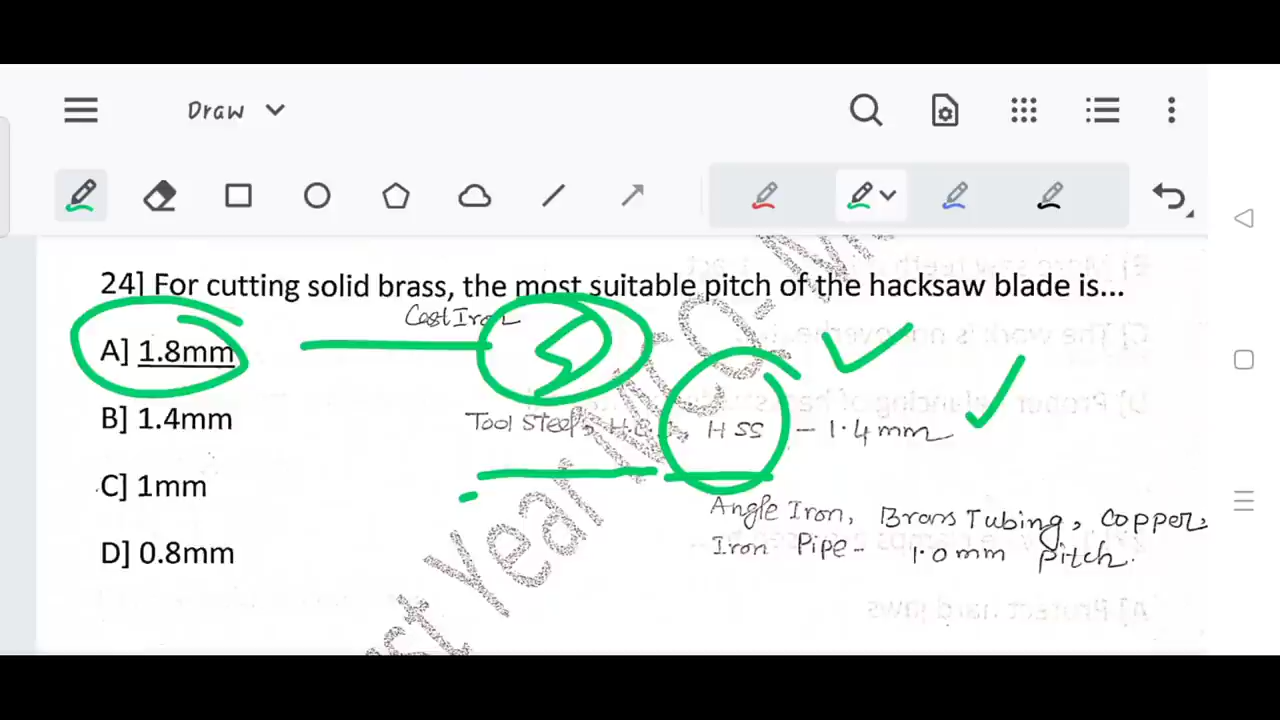 Draw
24] For cutting solid brass, the most suitable pitch of the hacksaw blade is...
Cast Iron
A] 1.8mm
B] 1.4mm
Tool Steel, H.C. HSS - 1.4mm
C] 1mm
Angle Iron, Brass Tubing, Copper,
Iron Pipe - 1.0mm pitch.
D] 0.8mm